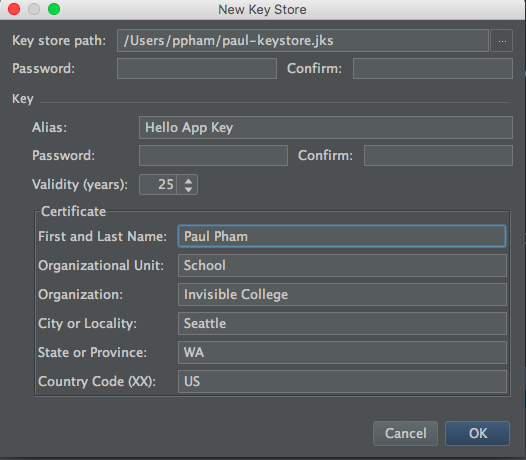 New Key Store
Key store path: /Users/ppham/paul-keystore.jks ...
Password: Confirm:
Key
Alias: Hello App Key
Password: Confirm:
Validity (years): 25
Certificate
First and Last Name: Paul Pham
Organizational Unit: School
Organization: Invisible College
City or Locality: Seattle
State or Province: WA
Country Code (XX): US
Cancel OK